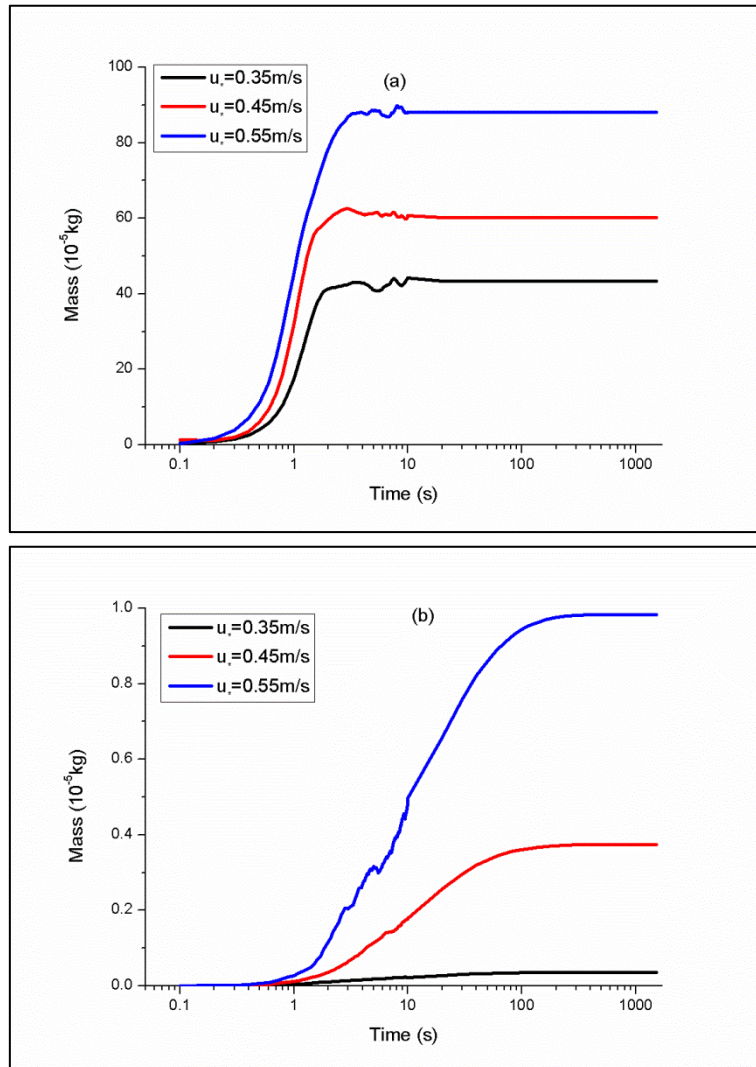 (a)
u*=0.35m/s
u*=0.45m/s
u*=0.55m/s
100
80
60
40
20
0
Mass (10⁻⁵kg)
0.1 1 10 100 1000
Time (s)
(b)
u*=0.35m/s
u*=0.45m/s
u*=0.55m/s
1.0
0.8
0.6
0.4
0.2
0.0
Mass (10⁻⁵kg)
0.1 1 10 100 1000
Time (s)